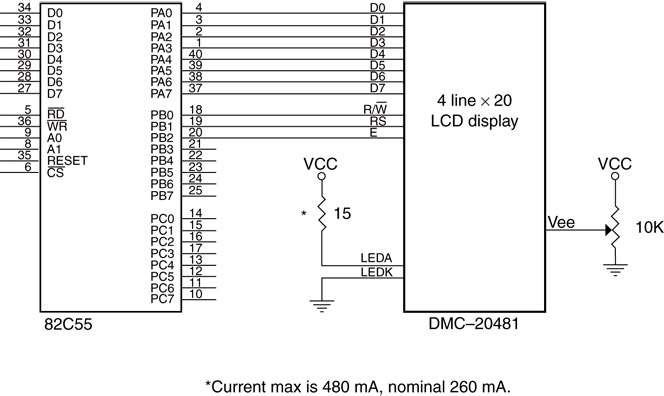 34 D0 PA0 4 D0
33 D1 PA1 3 D1
32 D2 PA2 2 D2
31 D3 PA3 1 D3
30 D4 PA4 40 D4
29 D5 PA5 39 D5
28 D6 PA6 38 D6
27 D7 PA7 37 D7
4 line × 20
LCD display
5 R̅D̅ PB0 18 R/W̅
36 W̅R̅ PB1 19 RS
9 A0 PB2 20 E
8 A1 PB3 21
35 RESET PB4 22
6 C̅S̅ PB5 23
PB6 24
PB7 25
VCC
VCC
* 15
PC0 14
PC1 15
PC2 16
PC3 17
PC4 13
PC5 12
PC6 11
PC7 10
Vee
10K
LEDA
LEDK
82C55
DMC–20481
*Current max is 480 mA, nominal 260 mA.